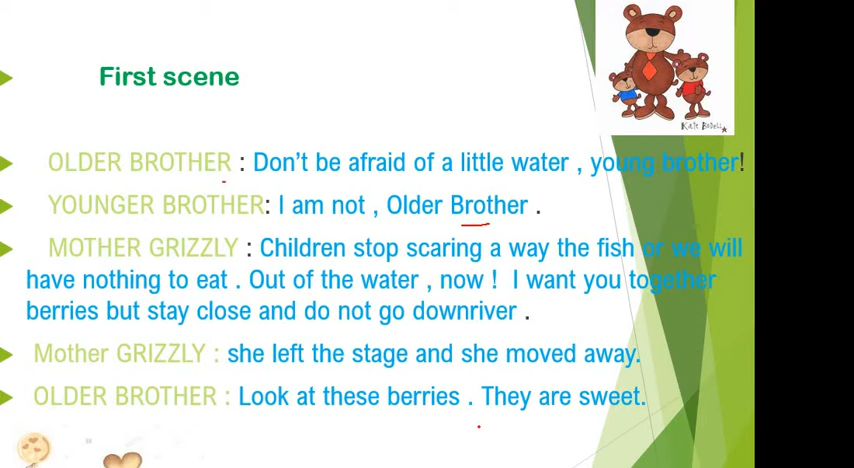 First scene
OLDER BROTHER : Don't be afraid of a little water , young brother!
YOUNGER BROTHER: I am not , Older Brother .
MOTHER GRIZZLY : Children stop scaring a way the fish or we will
have nothing to eat . Out of the water , now ! I want you together
berries but stay close and do not go downriver .
Mother GRIZZLY : she left the stage and she moved away.
OLDER BROTHER : Look at these berries . They are sweet.